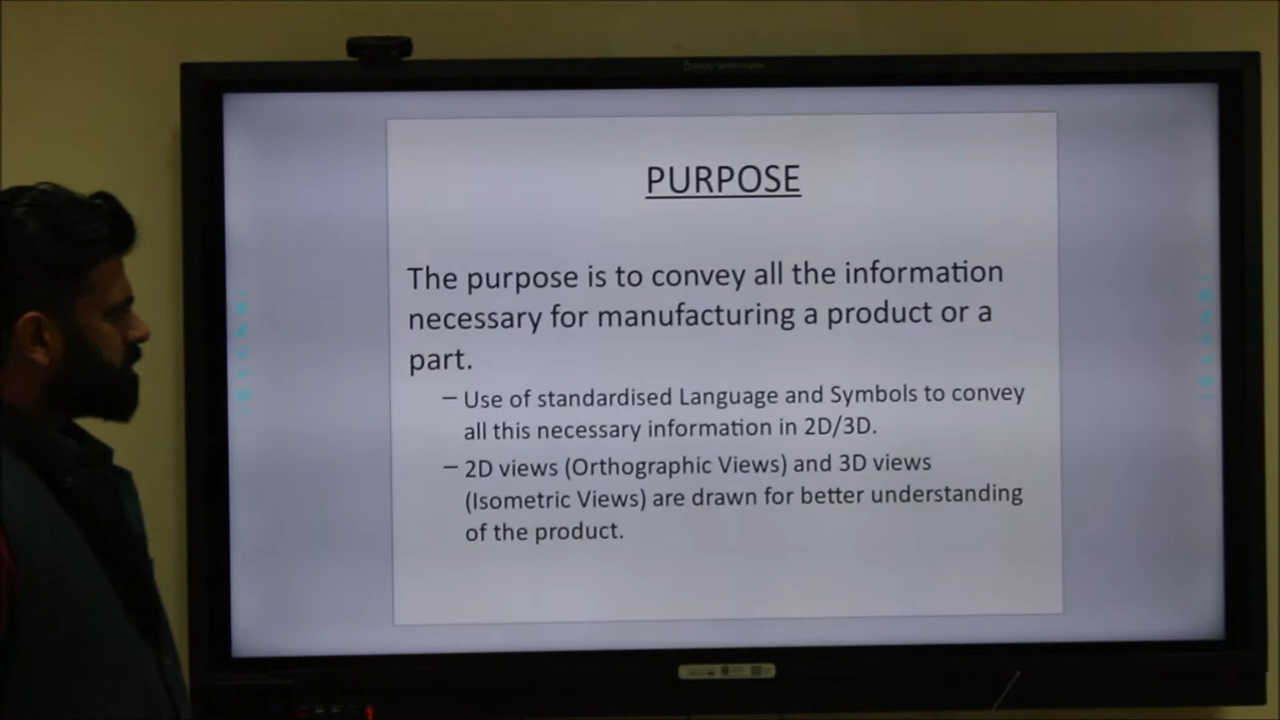 PURPOSE
The purpose is to convey all the information
necessary for manufacturing a product or a
part.
– Use of standardised Language and Symbols to convey
all this necessary information in 2D/3D.
– 2D views (Orthographic Views) and 3D views
(Isometric Views) are drawn for better understanding
of the product.